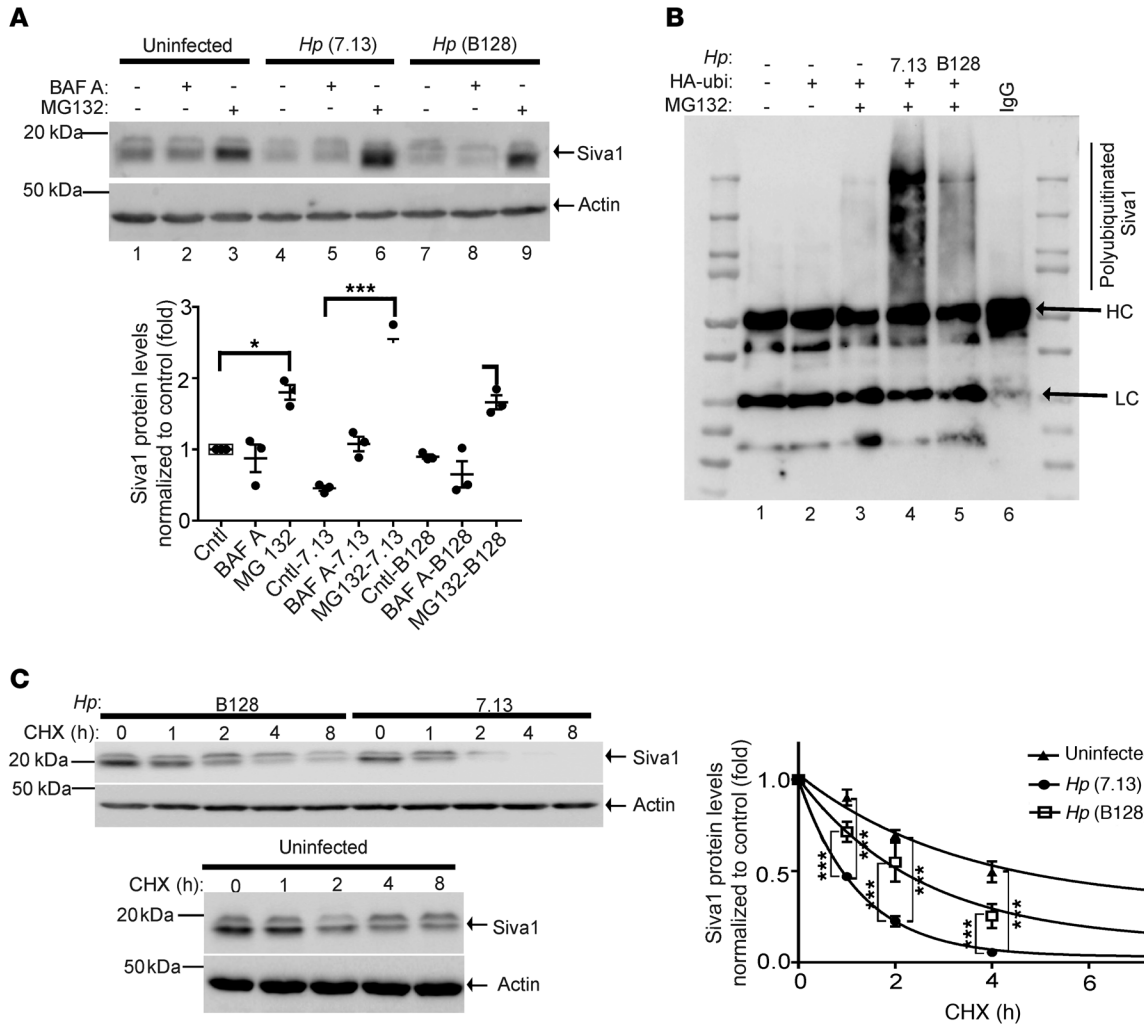 A
Uninfected Hp (7.13) Hp (B128)
BAF A: - + - - + - - + -
MG132: - - + - - + - - +
20 kDa
Siva1
50 kDa
Actin
1 2 3 4 5 6 7 8 9
Siva1 protein levels
normalized to control (fold)
3
2
1
0
*
***
Cntl
BAF A
MG 132
Cntl-7.13
BAF A-7.13
MG132-7.13
Cntl-B128
BAF A-B128
MG132-B128
B
Hp: - - - 7.13 B128
HA-ubi: - + + + +
MG132: - - + + +
IgG
Polyubiquitinated
Siva1
HC
LC
1 2 3 4 5 6
C
Hp: B128 7.13
CHX (h): 0 1 2 4 8 0 1 2 4 8
20 kDa
Siva1
50 kDa
Actin
Uninfected
CHX (h): 0 1 2 4 8
20 kDa
Siva1
50 kDa
Actin
Siva1 protein levels
normalized to control (fold)
1.0
0.5
0.0
0 2 4 6
CHX (h)
Uninfecte
Hp (7.13)
Hp (B128
***
***
***
***
***
***